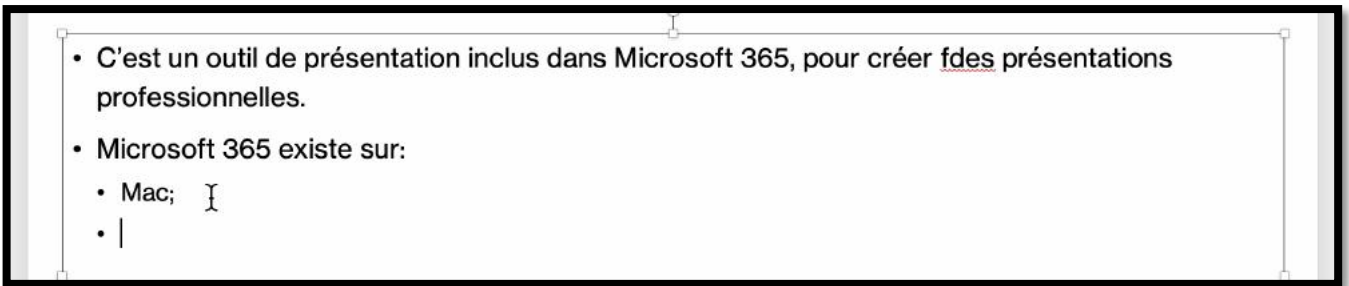 • C’est un outil de présentation inclus dans Microsoft 365, pour créer fdes présentations
professionnelles.
• Microsoft 365 existe sur:
• Mac;
•